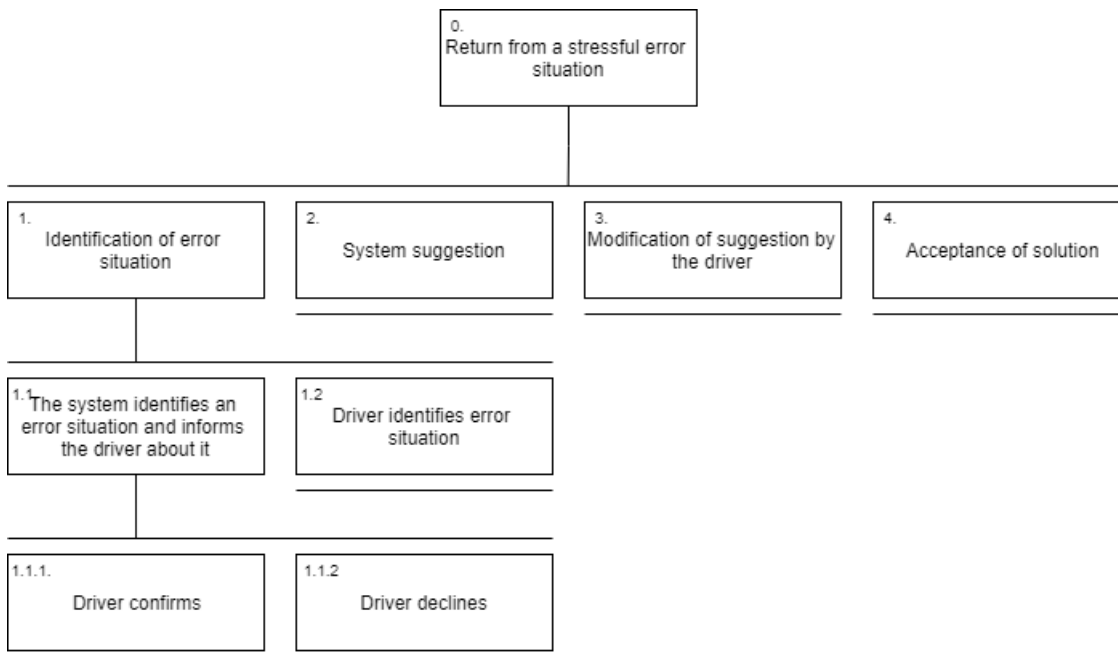 0.
Return from a stressful error
situation
1.
Identification of error
situation
2.
System suggestion
3.
Modification of suggestion by
the driver
4.
Acceptance of solution
1.1
The system identifies an
error situation and informs
the driver about it
1.2
Driver identifies error
situation
1.1.1.
Driver confirms
1.1.2
Driver declines